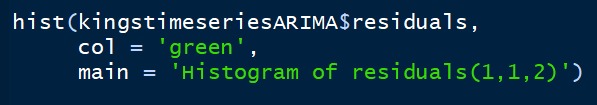 hist(kingstimeseriesARIMA$residuals,
     col = 'green',
     main = 'Histogram of residuals(1,1,2)')